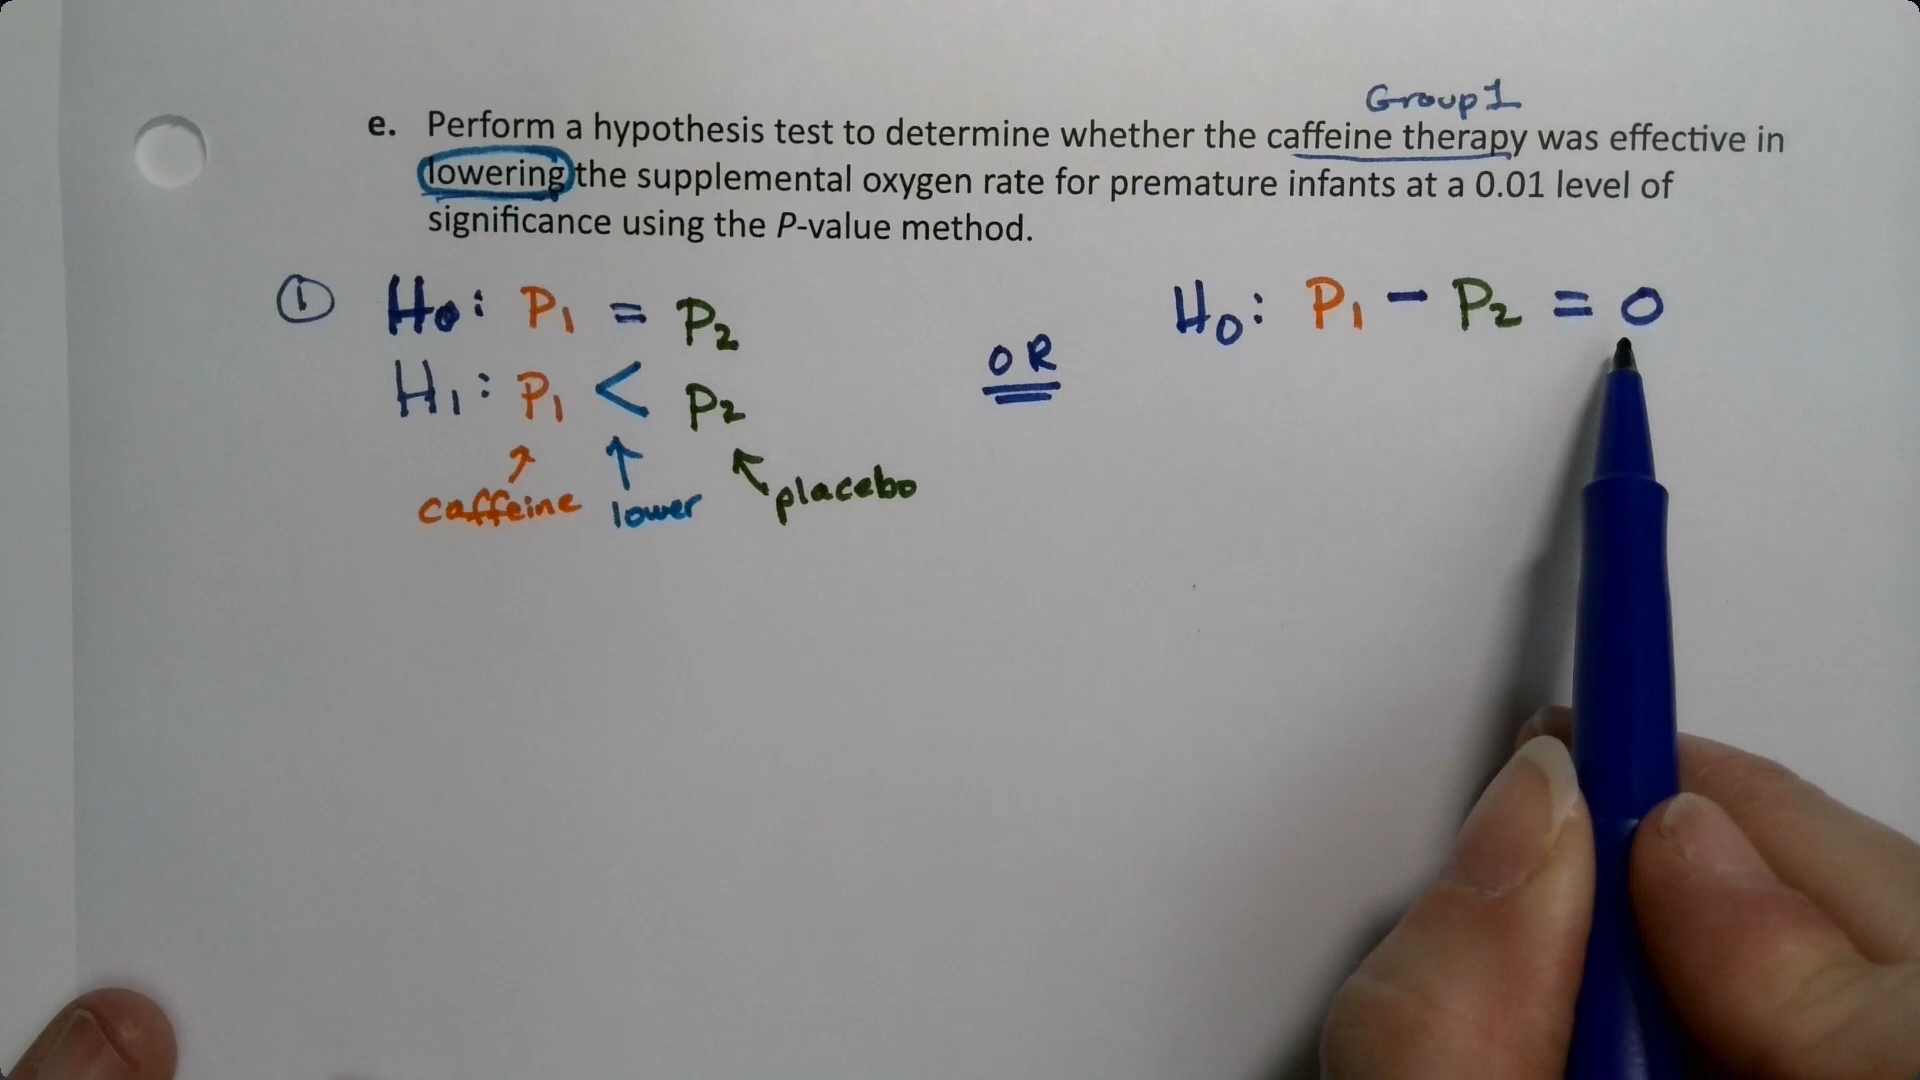 Group 1
e. Perform a hypothesis test to determine whether the caffeine therapy was effective in
lowering the supplemental oxygen rate for premature infants at a 0.01 level of
significance using the P-value method.
① H₀: P₁ = P₂
H₁: P₁ < P₂
caffeine lower placebo
OR
H₀: P₁ - P₂ = 0